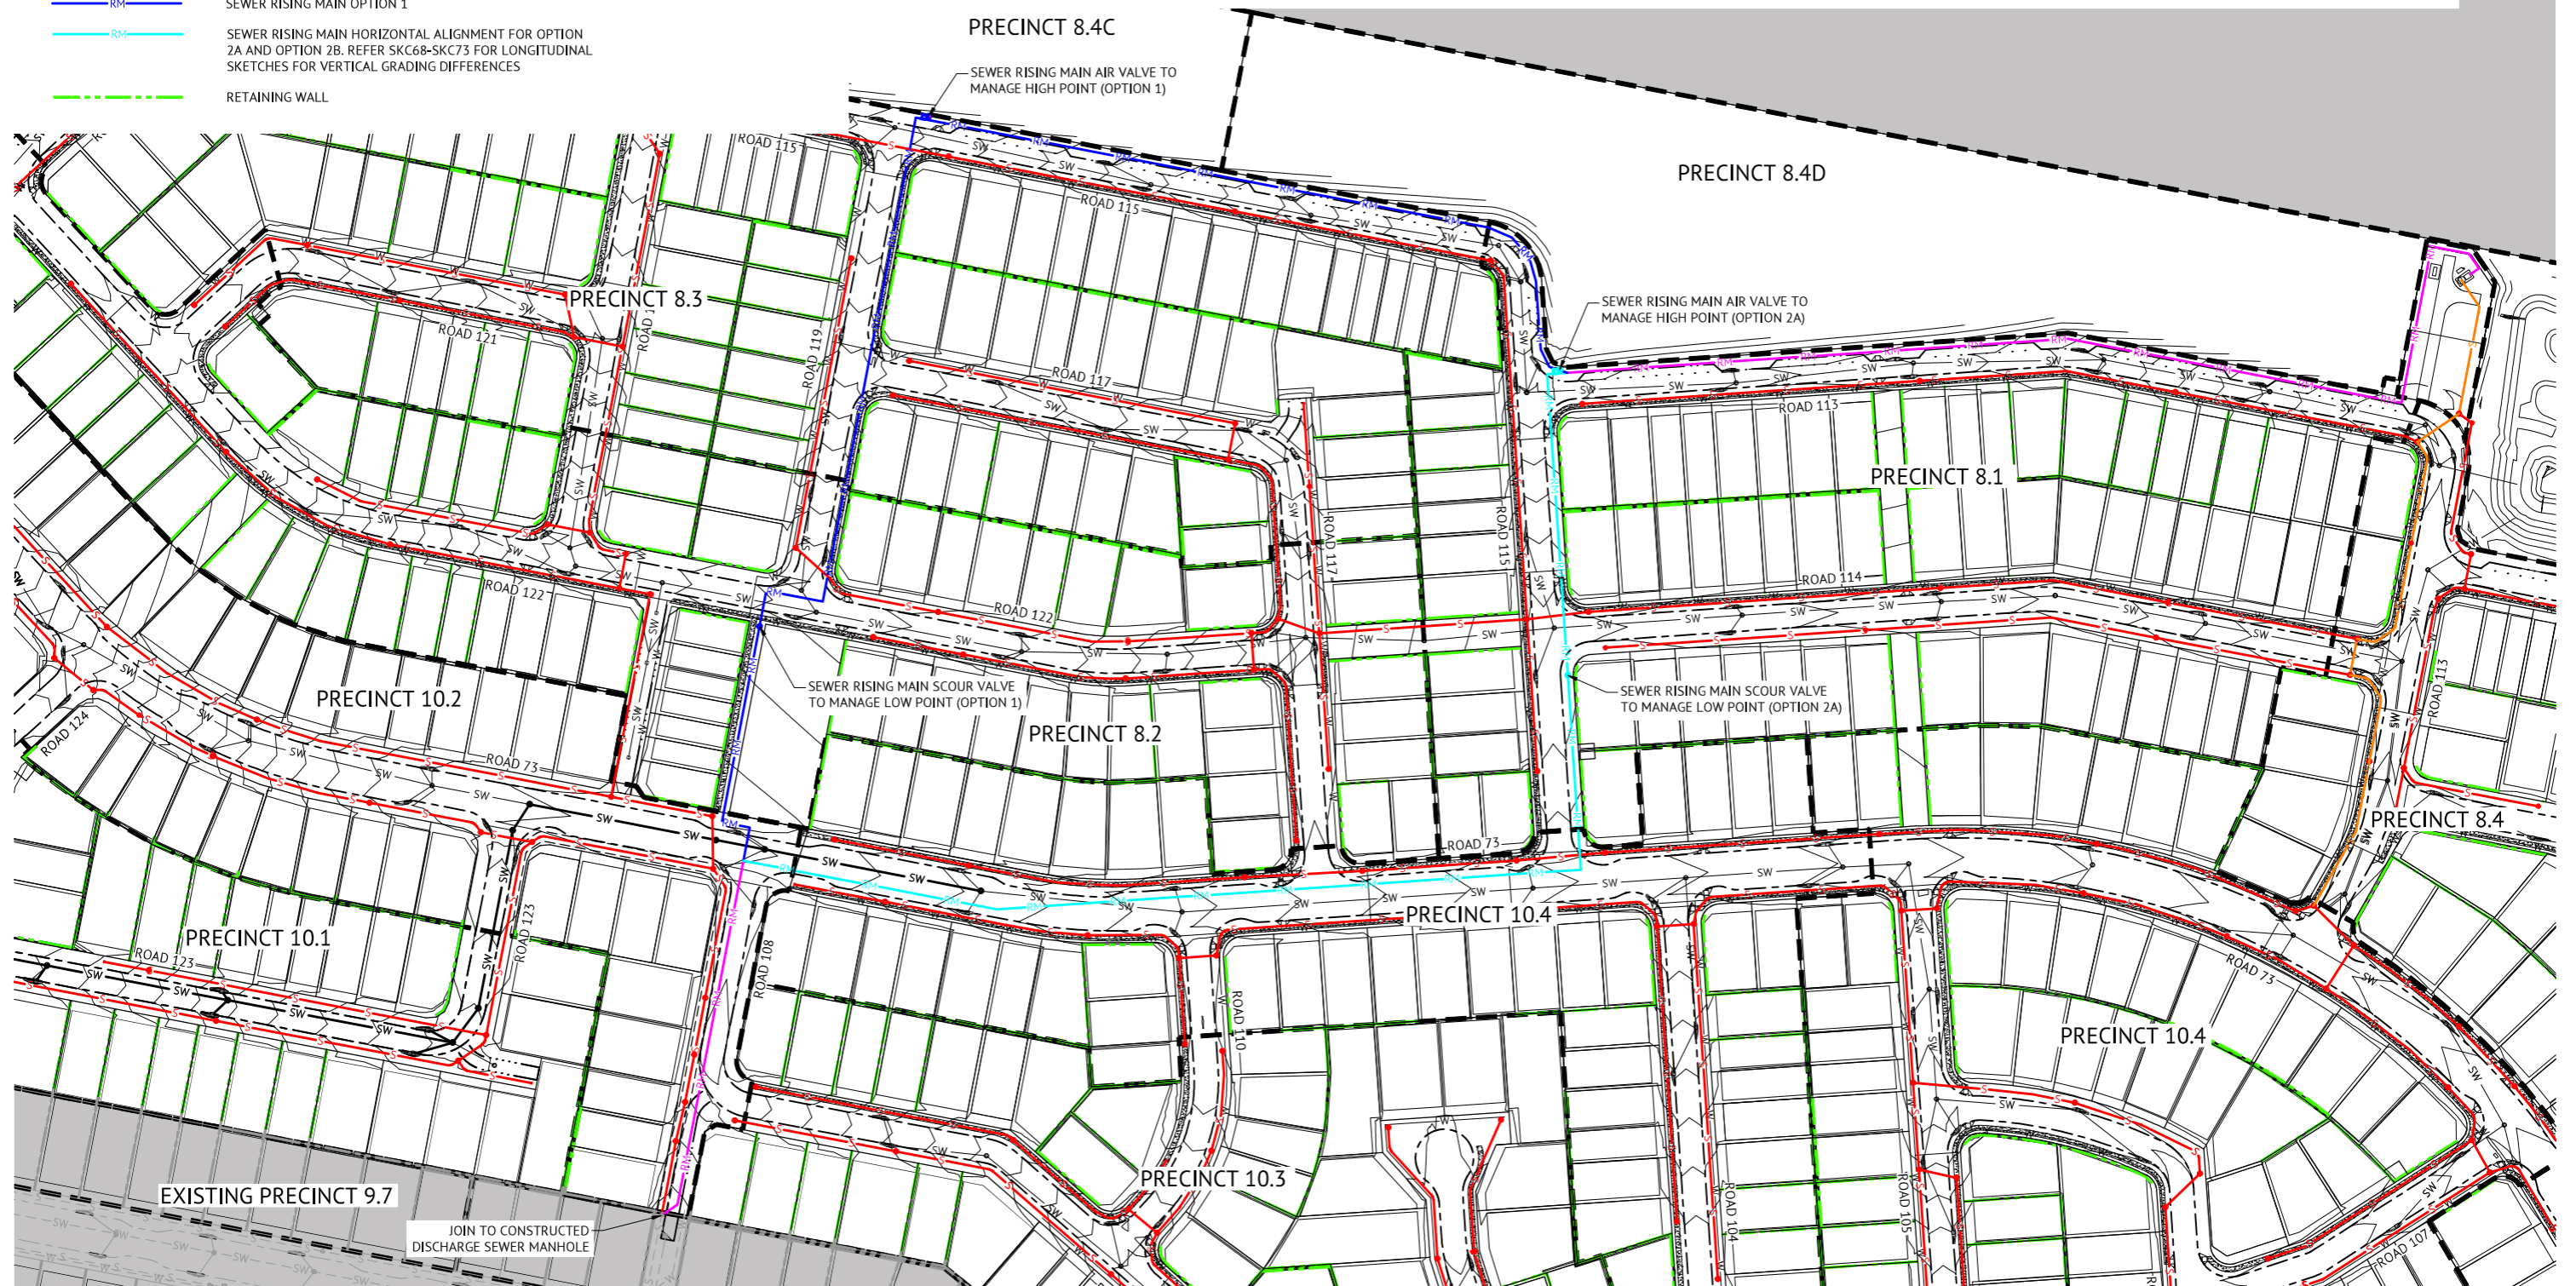 RM
SEWER RISING MAIN OPTION 1
RM
SEWER RISING MAIN HORIZONTAL ALIGNMENT FOR OPTION
2A AND OPTION 2B. REFER SKC68-SKC73 FOR LONGITUDINAL
SKETCHES FOR VERTICAL GRADING DIFFERENCES
RETAINING WALL
PRECINCT 8.4C
SEWER RISING MAIN AIR VALVE TO
MANAGE HIGH POINT (OPTION 1)
PRECINCT 8.4D
ROAD 115
ROAD 115
PRECINCT 8.3
SEWER RISING MAIN AIR VALVE TO
MANAGE HIGH POINT (OPTION 2A)
ROAD 121
ROAD 119
ROAD 117
ROAD 113
PRECINCT 8.1
ROAD 117
ROAD 115
ROAD 114
ROAD 122
ROAD 122
PRECINCT 10.2
SEWER RISING MAIN SCOUR VALVE
TO MANAGE LOW POINT (OPTION 1)
SEWER RISING MAIN SCOUR VALVE
TO MANAGE LOW POINT (OPTION 2A)
ROAD 113
ROAD 124
PRECINCT 8.2
ROAD 73
ROAD 73
PRECINCT 8.4
PRECINCT 10.4
PRECINCT 10.1
ROAD 123
ROAD 123
ROAD 108
ROAD 110
ROAD 73
PRECINCT 10.4
PRECINCT 10.3
EXISTING PRECINCT 9.7
ROAD 104
ROAD 105
JOIN TO CONSTRUCTED
DISCHARGE SEWER MANHOLE
ROAD 107